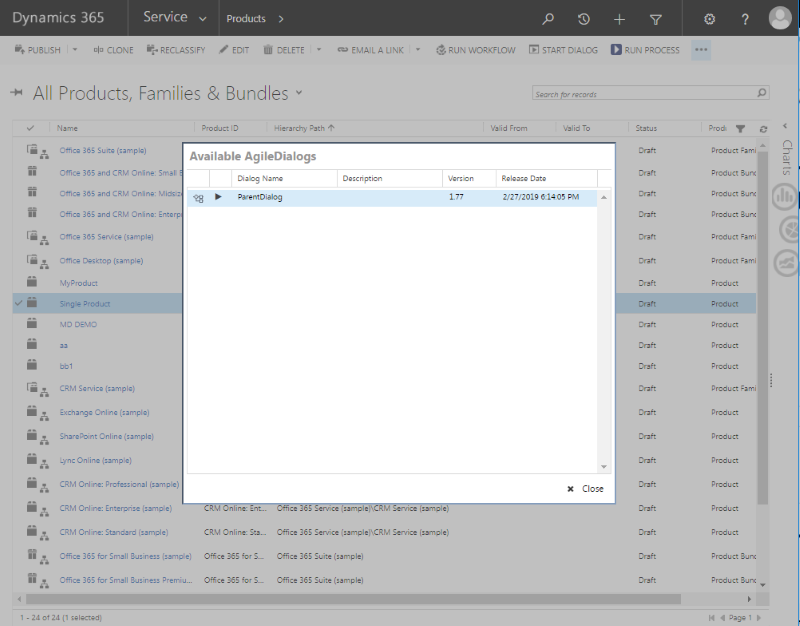 Dynamics 365 Service Products
PUBLISH CLONE RECLASSIFY EDIT DELETE EMAIL A LINK RUN WORKFLOW START DIALOG RUN PROCESS
All Products, Families & Bundles
Search for records
Name Product ID Hierarchy Path Valid From Valid To Status
Charts
Office 365 Suite (sample) Draft Product Fami
Office 365 and CRM Online: Small B Draft Product Bund
Office 365 and CRM Online: Midsize Draft Product Bund
Office 365 and CRM Online: Enterp Draft Product Bund
Office 365 Service (sample) Draft Product Fami
Office Desktop (sample) Draft Product Fami
MyProduct Draft Product
Single Product Draft Product
MD DEMO Draft Product
aa Draft Product
bb1 Draft Product
CRM Service (sample) Draft Product Fami
Exchange Online (sample) Draft Product
SharePoint Online (sample) Draft Product
Lync Online (sample) Draft Product
CRM Online: Professional (sample) Draft Product
CRM Online: Enterprise (sample) CRM Online: Ent... Office 365 Service (sample)\CRM Service (sample) Draft Product
CRM Online: Standard (sample) CRM Online: Sta... Office 365 Service (sample)\CRM Service (sample) Draft Product
Office 365 for Small Business (sample) Office 365 for S... Office 365 Suite (sample) Draft Product Bund
Office 365 for Small Business Premiu... Office 365 for S... Office 365 Suite (sample) Draft Product Bund
1 - 24 of 24 (1 selected) Page 1
Available AgileDialogs
Dialog Name Description Version Release Date
ParentDialog 1.77 2/27/2019 6:14:05 PM
Close